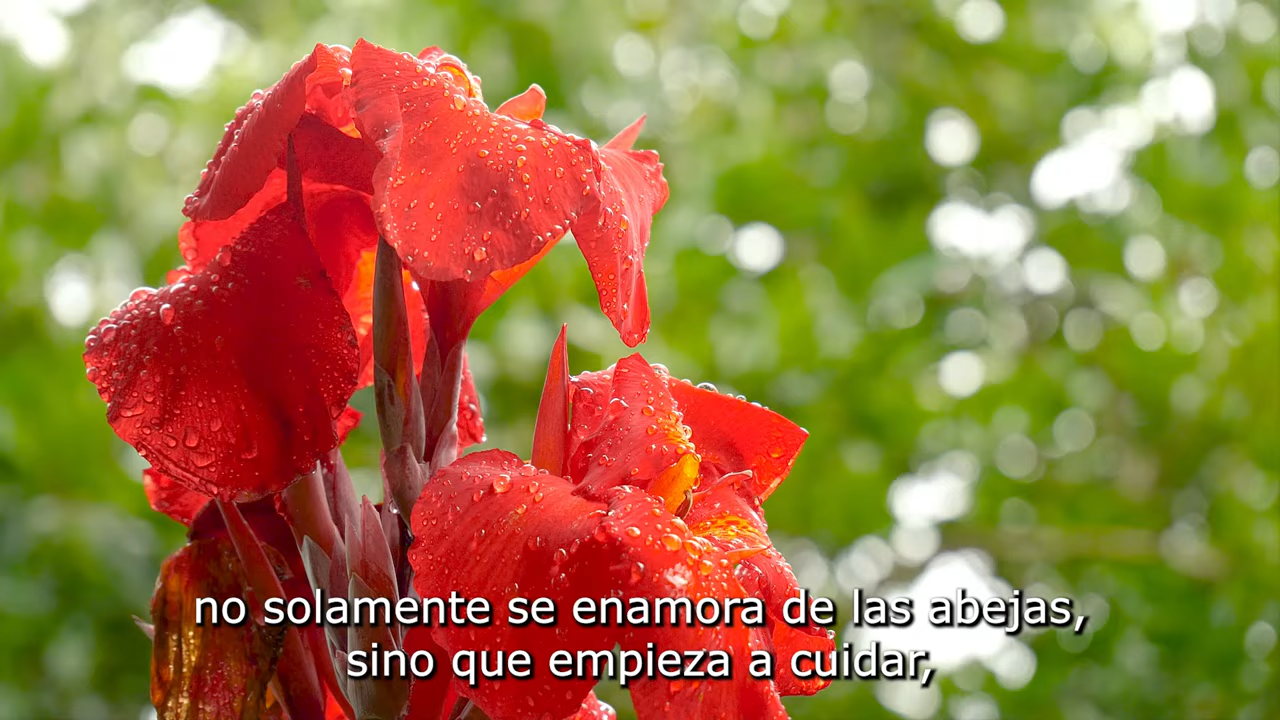 no solamente se enamora de las abejas,
sino que empieza a cuidar,